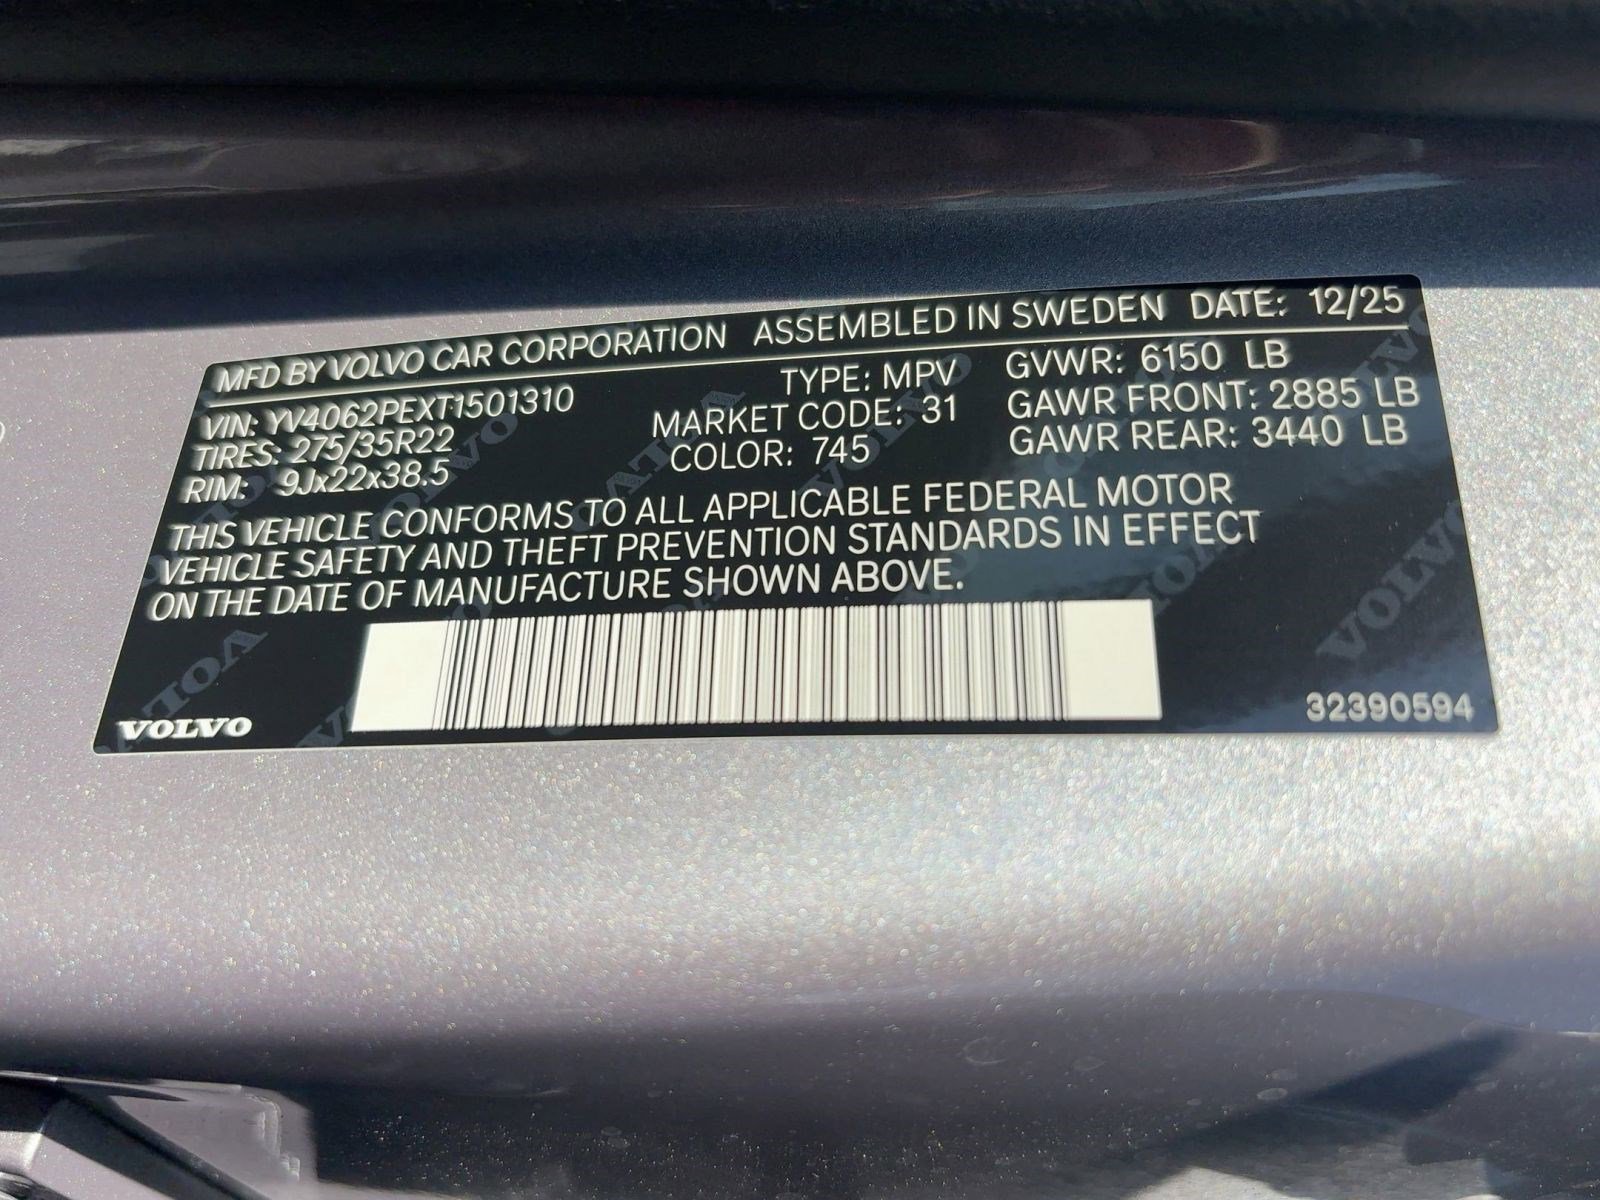 MFD BY VOLVO CAR CORPORATION ASSEMBLED IN SWEDEN DATE: 12/25
VIN: YV4062PEXT1501310 TYPE: MPV GVWR: 6150 LB
TIRES: 275/35R22 MARKET CODE: 31 GAWR FRONT: 2885 LB
RIM: 9Jx22x38.5 COLOR: 745 GAWR REAR: 3440 LB
THIS VEHICLE CONFORMS TO ALL APPLICABLE FEDERAL MOTOR
VEHICLE SAFETY AND THEFT PREVENTION STANDARDS IN EFFECT
ON THE DATE OF MANUFACTURE SHOWN ABOVE.
VOLVO 32390594